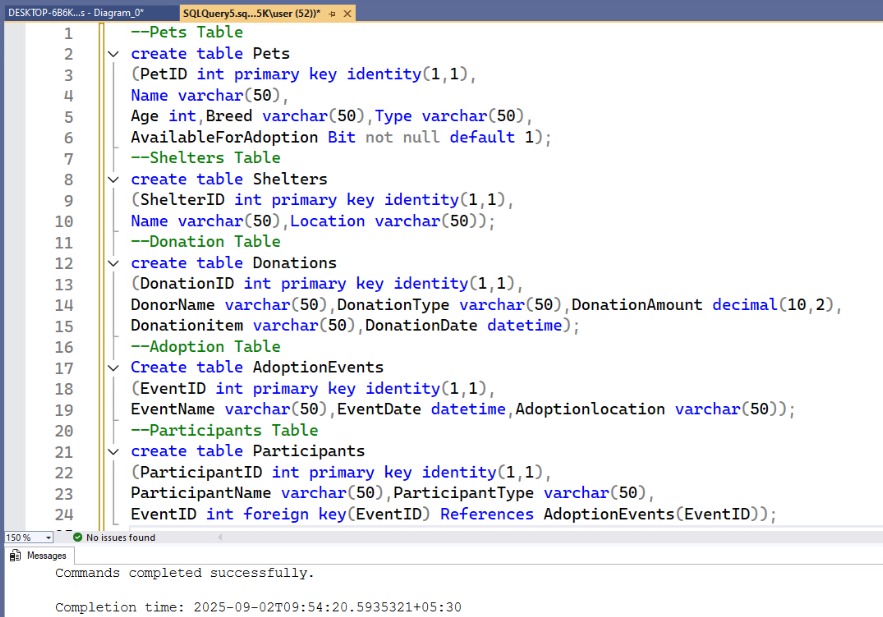 DESKTOP-6B6K...s - Diagram_0* SQLQuery5.sq...5K\user (52))*
1 --Pets Table
2 create table Pets
3 (PetID int primary key identity(1,1),
4 Name varchar(50),
5 Age int,Breed varchar(50),Type varchar(50),
6 AvailableForAdoption Bit not null default 1);
7 --Shelters Table
8 create table Shelters
9 (ShelterID int primary key identity(1,1),
10 Name varchar(50),Location varchar(50));
11 --Donation Table
12 create table Donations
13 (DonationID int primary key identity(1,1),
14 DonorName varchar(50),DonationType varchar(50),DonationAmount decimal(10,2),
15 Donationitem varchar(50),DonationDate datetime);
16 --Adoption Table
17 Create table AdoptionEvents
18 (EventID int primary key identity(1,1),
19 EventName varchar(50),EventDate datetime,Adoptionlocation varchar(50));
20 --Participants Table
21 create table Participants
22 (ParticipantID int primary key identity(1,1),
23 ParticipantName varchar(50),ParticipantType varchar(50),
24 EventID int foreign key(EventID) References AdoptionEvents(EventID));
150 % No issues found
Messages
Commands completed successfully.
Completion time: 2025-09-02T09:54:20.5935321+05:30